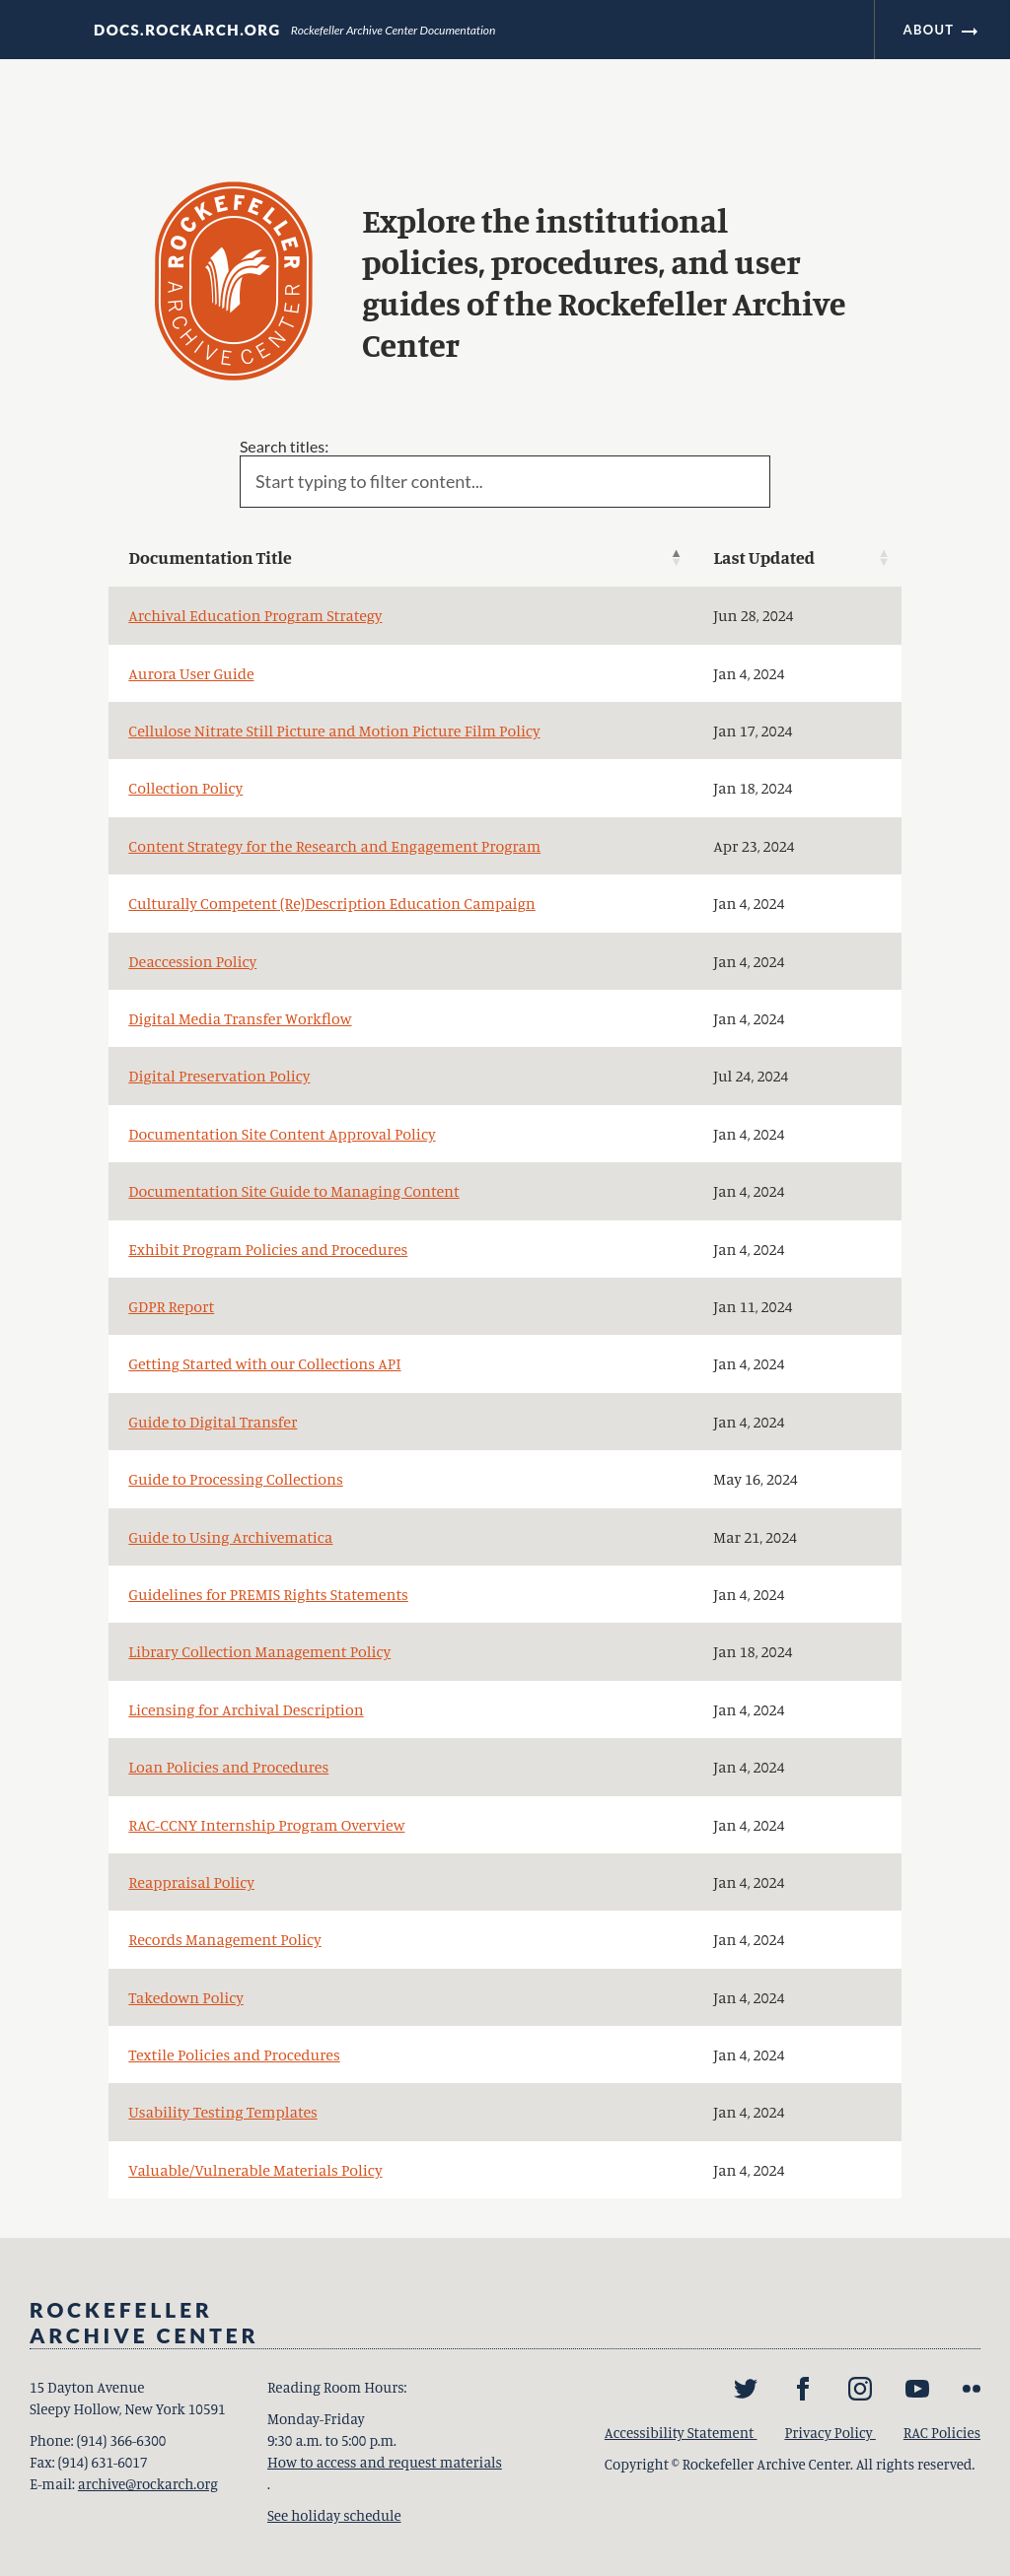 DOCS.ROCKARCH.ORG Rockefeller Archive Center Documentation ABOUT →
ROCKEFELLER
ARCHIVE CENTER
Explore the institutional
policies, procedures, and user
guides of the Rockefeller Archive
Center
Search titles:
Start typing to filter content...
Documentation Title Last Updated
Archival Education Program Strategy Jun 28, 2024
Aurora User Guide Jan 4, 2024
Cellulose Nitrate Still Picture and Motion Picture Film Policy Jan 17, 2024
Collection Policy Jan 18, 2024
Content Strategy for the Research and Engagement Program Apr 23, 2024
Culturally Competent (Re)Description Education Campaign Jan 4, 2024
Deaccession Policy Jan 4, 2024
Digital Media Transfer Workflow Jan 4, 2024
Digital Preservation Policy Jul 24, 2024
Documentation Site Content Approval Policy Jan 4, 2024
Documentation Site Guide to Managing Content Jan 4, 2024
Exhibit Program Policies and Procedures Jan 4, 2024
GDPR Report Jan 11, 2024
Getting Started with our Collections API Jan 4, 2024
Guide to Digital Transfer Jan 4, 2024
Guide to Processing Collections May 16, 2024
Guide to Using Archivematica Mar 21, 2024
Guidelines for PREMIS Rights Statements Jan 4, 2024
Library Collection Management Policy Jan 18, 2024
Licensing for Archival Description Jan 4, 2024
Loan Policies and Procedures Jan 4, 2024
RAC-CCNY Internship Program Overview Jan 4, 2024
Reappraisal Policy Jan 4, 2024
Records Management Policy Jan 4, 2024
Takedown Policy Jan 4, 2024
Textile Policies and Procedures Jan 4, 2024
Usability Testing Templates Jan 4, 2024
Valuable/Vulnerable Materials Policy Jan 4, 2024
ROCKEFELLER
ARCHIVE CENTER
15 Dayton Avenue
Sleepy Hollow, New York 10591
Phone: (914) 366-6300
Fax: (914) 631-6017
E-mail: archive@rockarch.org
Reading Room Hours:
Monday-Friday
9:30 a.m. to 5:00 p.m.
How to access and request materials
.
See holiday schedule
Accessibility Statement Privacy Policy RAC Policies
Copyright © Rockefeller Archive Center. All rights reserved.